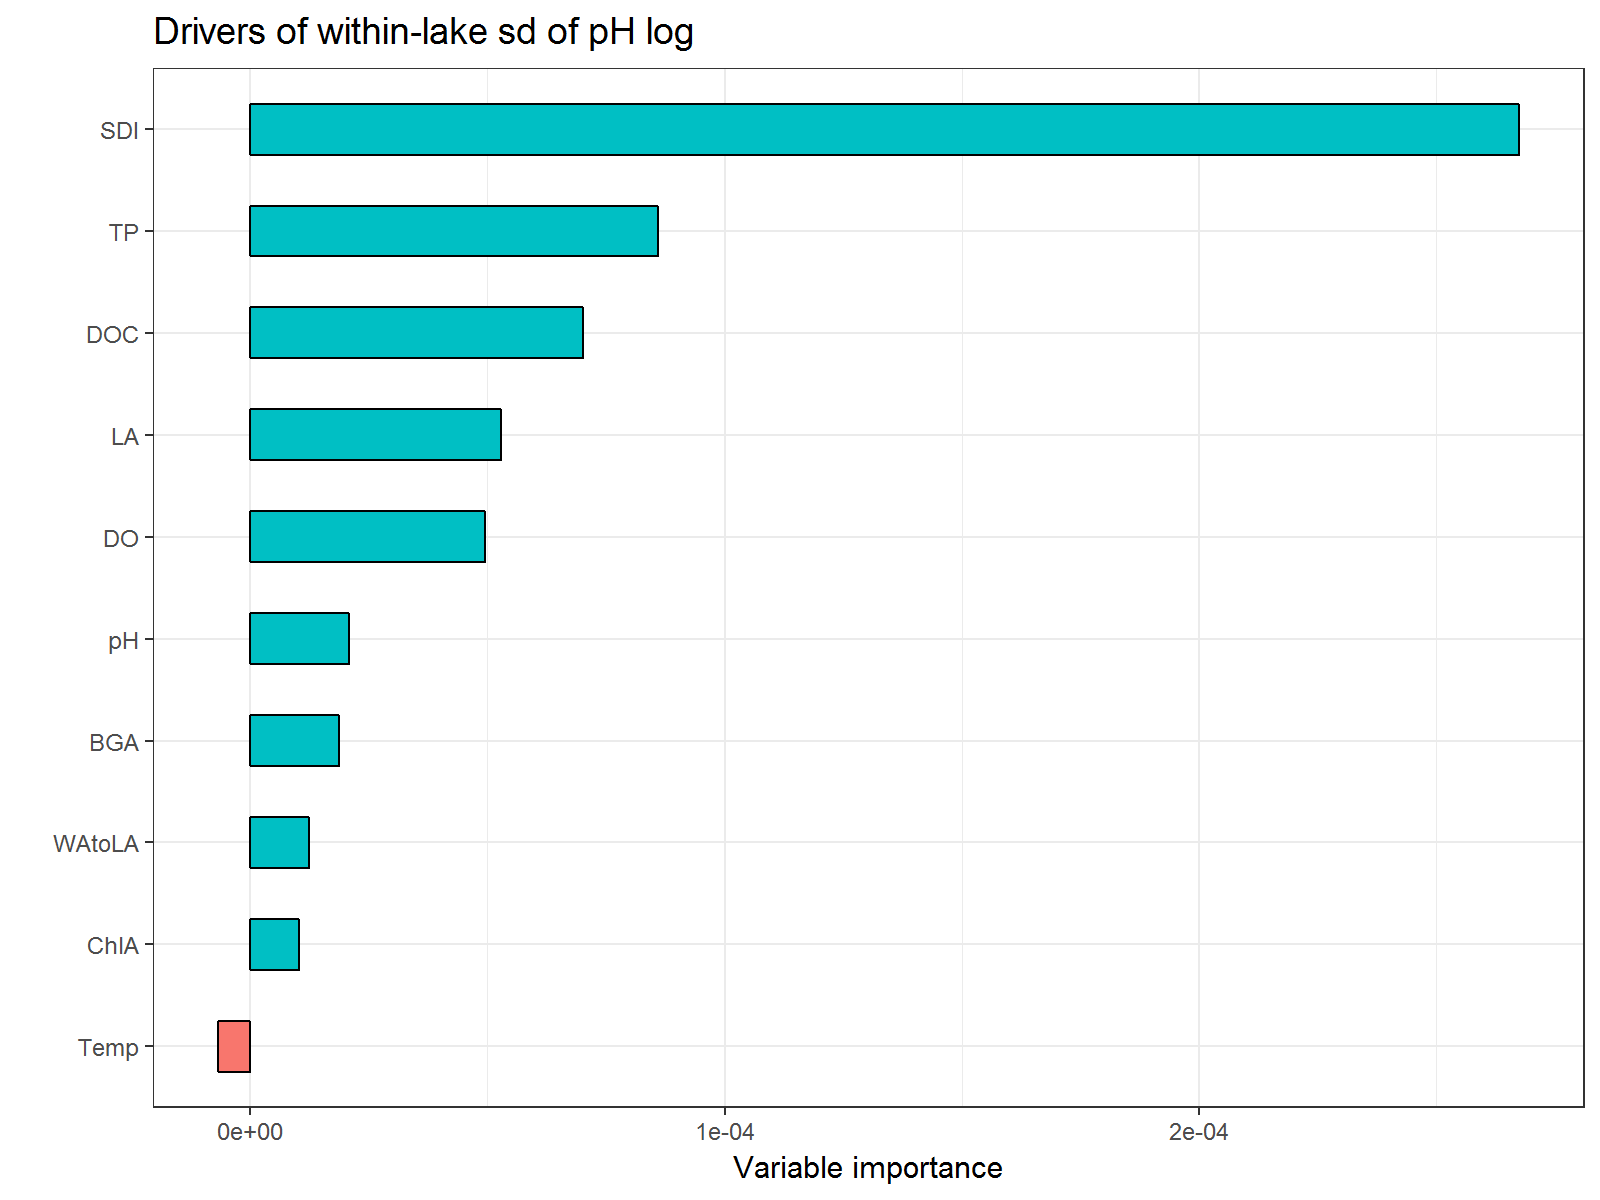 Drivers of within-lake sd of pH log
SDI
TP
DOC
LA
DO
pH
BGA
WAtoLA
ChlA
Temp
0e+00
1e-04
2e-04
Variable importance